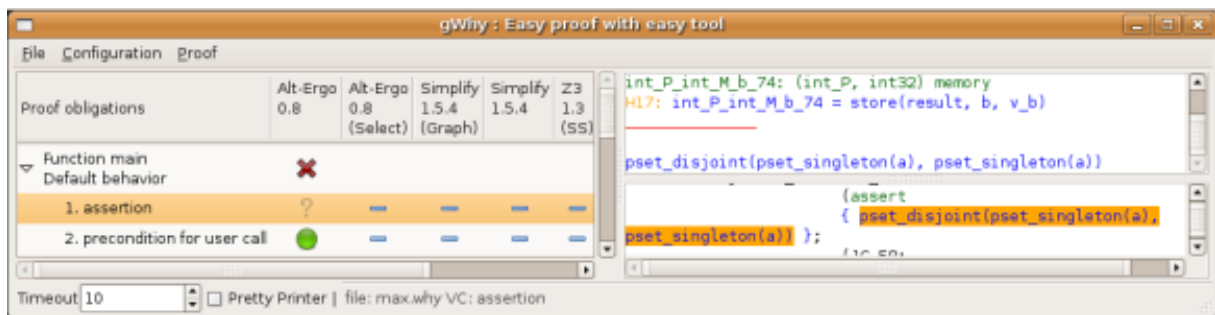 gWhy : Easy proof with easy tool
File Configuration Proof
Proof obligations
Alt-Ergo
0.8
Alt-Ergo
0.8
(Select)
Simplify
1.5.4
(Graph)
Simplify
1.5.4
Z3
1.3
(SS)
Function main
Default behavior
1. assertion
?
2. precondition for user call
int_P_int_M_b_74: (int_P, int32) memory
H17: int_P_int_M_b_74 = store(result, b, v_b)
pset_disjoint(pset_singleton(a), pset_singleton(a))
(assert
{ pset_disjoint(pset_singleton(a),
pset_singleton(a)) };
Timeout 10
Pretty Printer | file: max.why VC: assertion